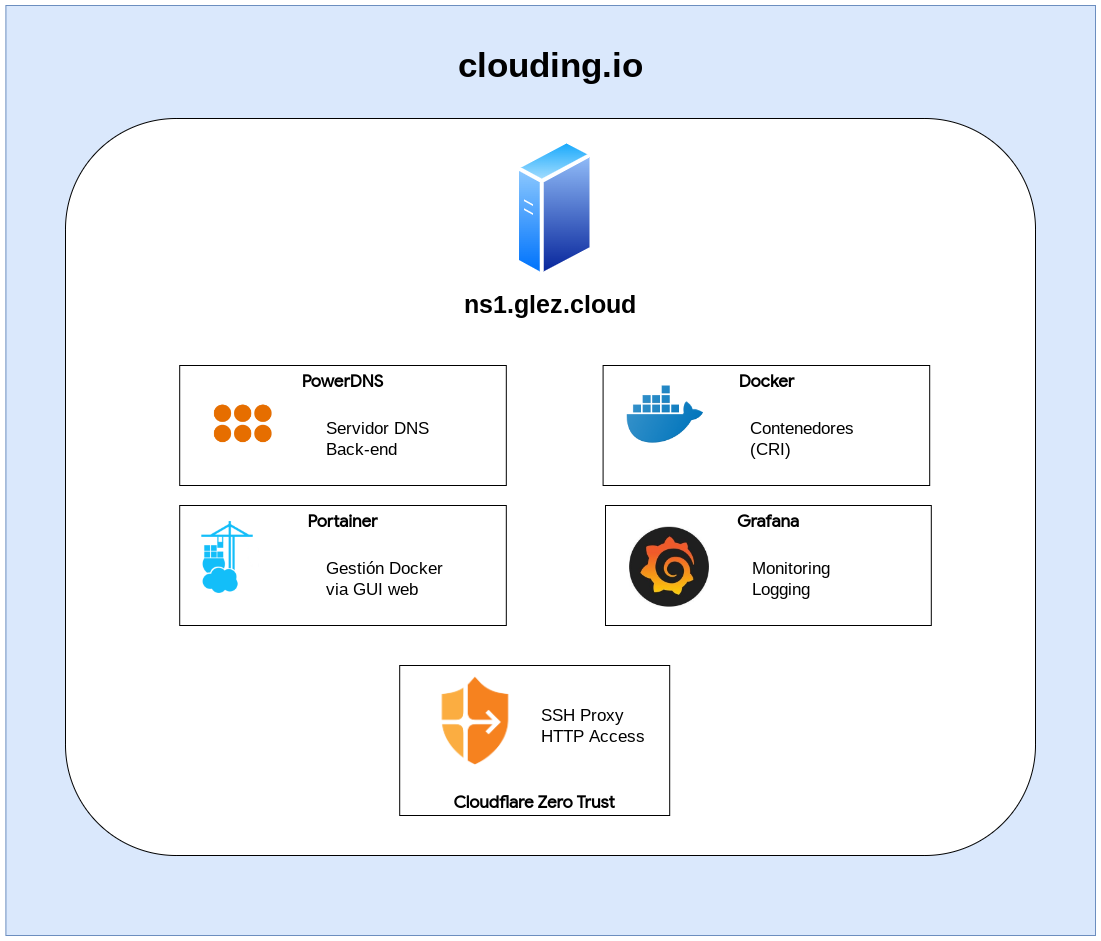 clouding.io
ns1.glez.cloud
PowerDNS
Servidor DNS
Back-end
Docker
Contenedores
(CRI)
Portainer
Gestión Docker
via GUI web
Grafana
Monitoring
Logging
SSH Proxy
HTTP Access
Cloudflare Zero Trust